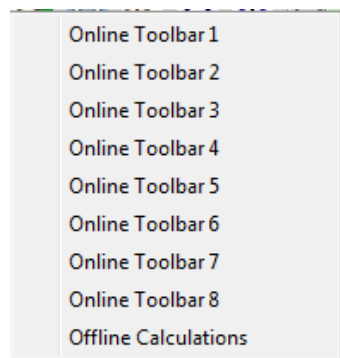 Online Toolbar 1
Online Toolbar 2
Online Toolbar 3
Online Toolbar 4
Online Toolbar 5
Online Toolbar 6
Online Toolbar 7
Online Toolbar 8
Offline Calculations